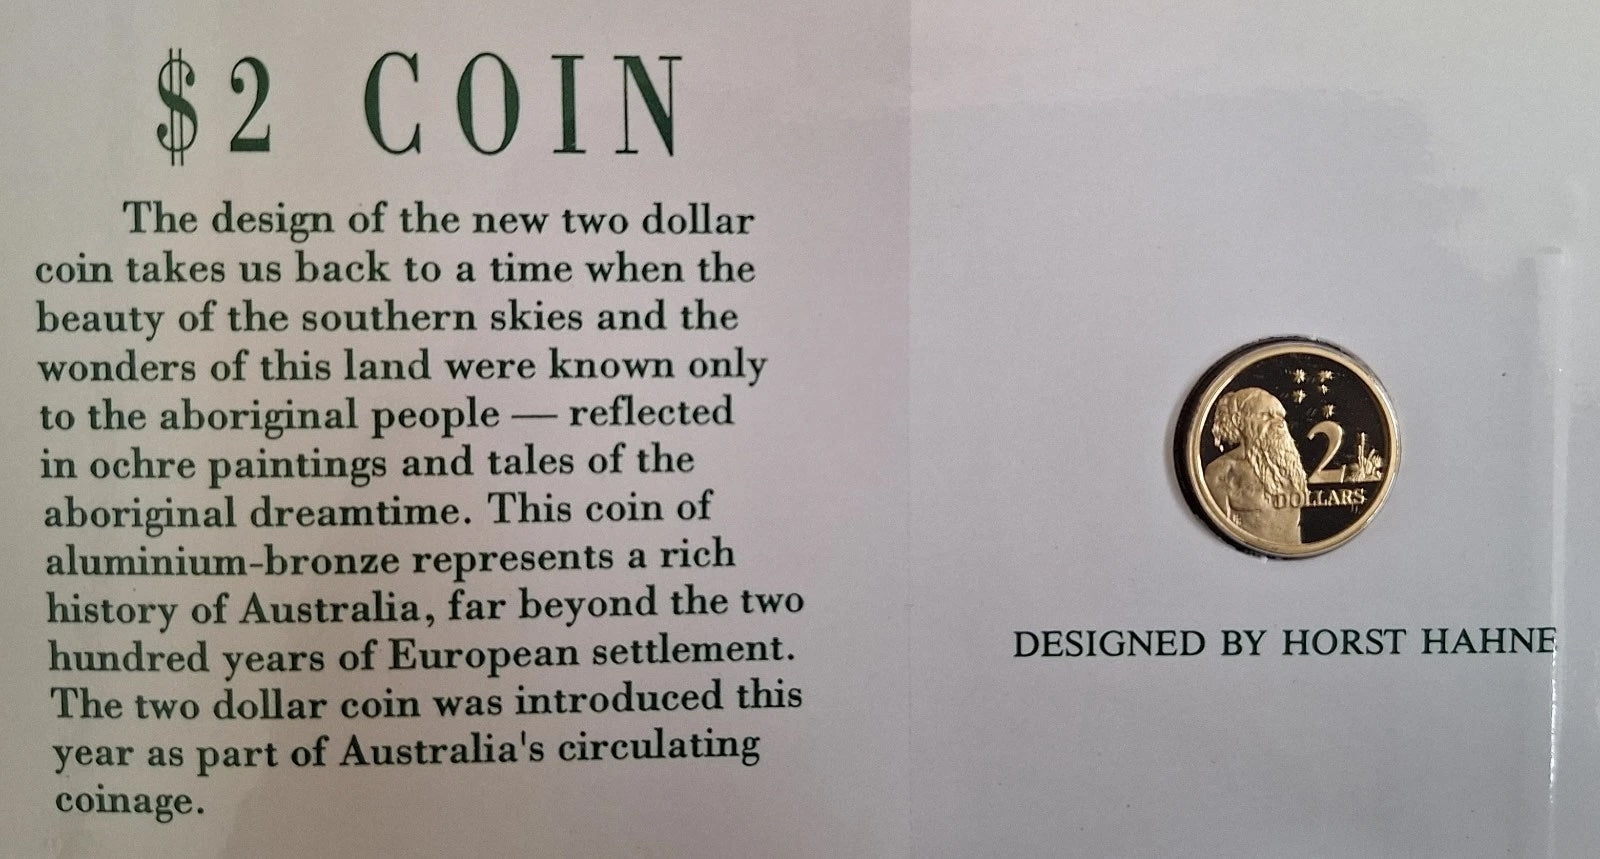 $2 COIN
The design of the new two dollar
coin takes us back to a time when the
beauty of the southern skies and the
wonders of this land were known only
to the aboriginal people — reflected
in ochre paintings and tales of the
aboriginal dreamtime. This coin of
aluminium-bronze represents a rich
history of Australia, far beyond the two
hundred years of European settlement.
The two dollar coin was introduced this
year as part of Australia's circulating
coinage.
2
DOLLARS
DESIGNED BY HORST HAHNE